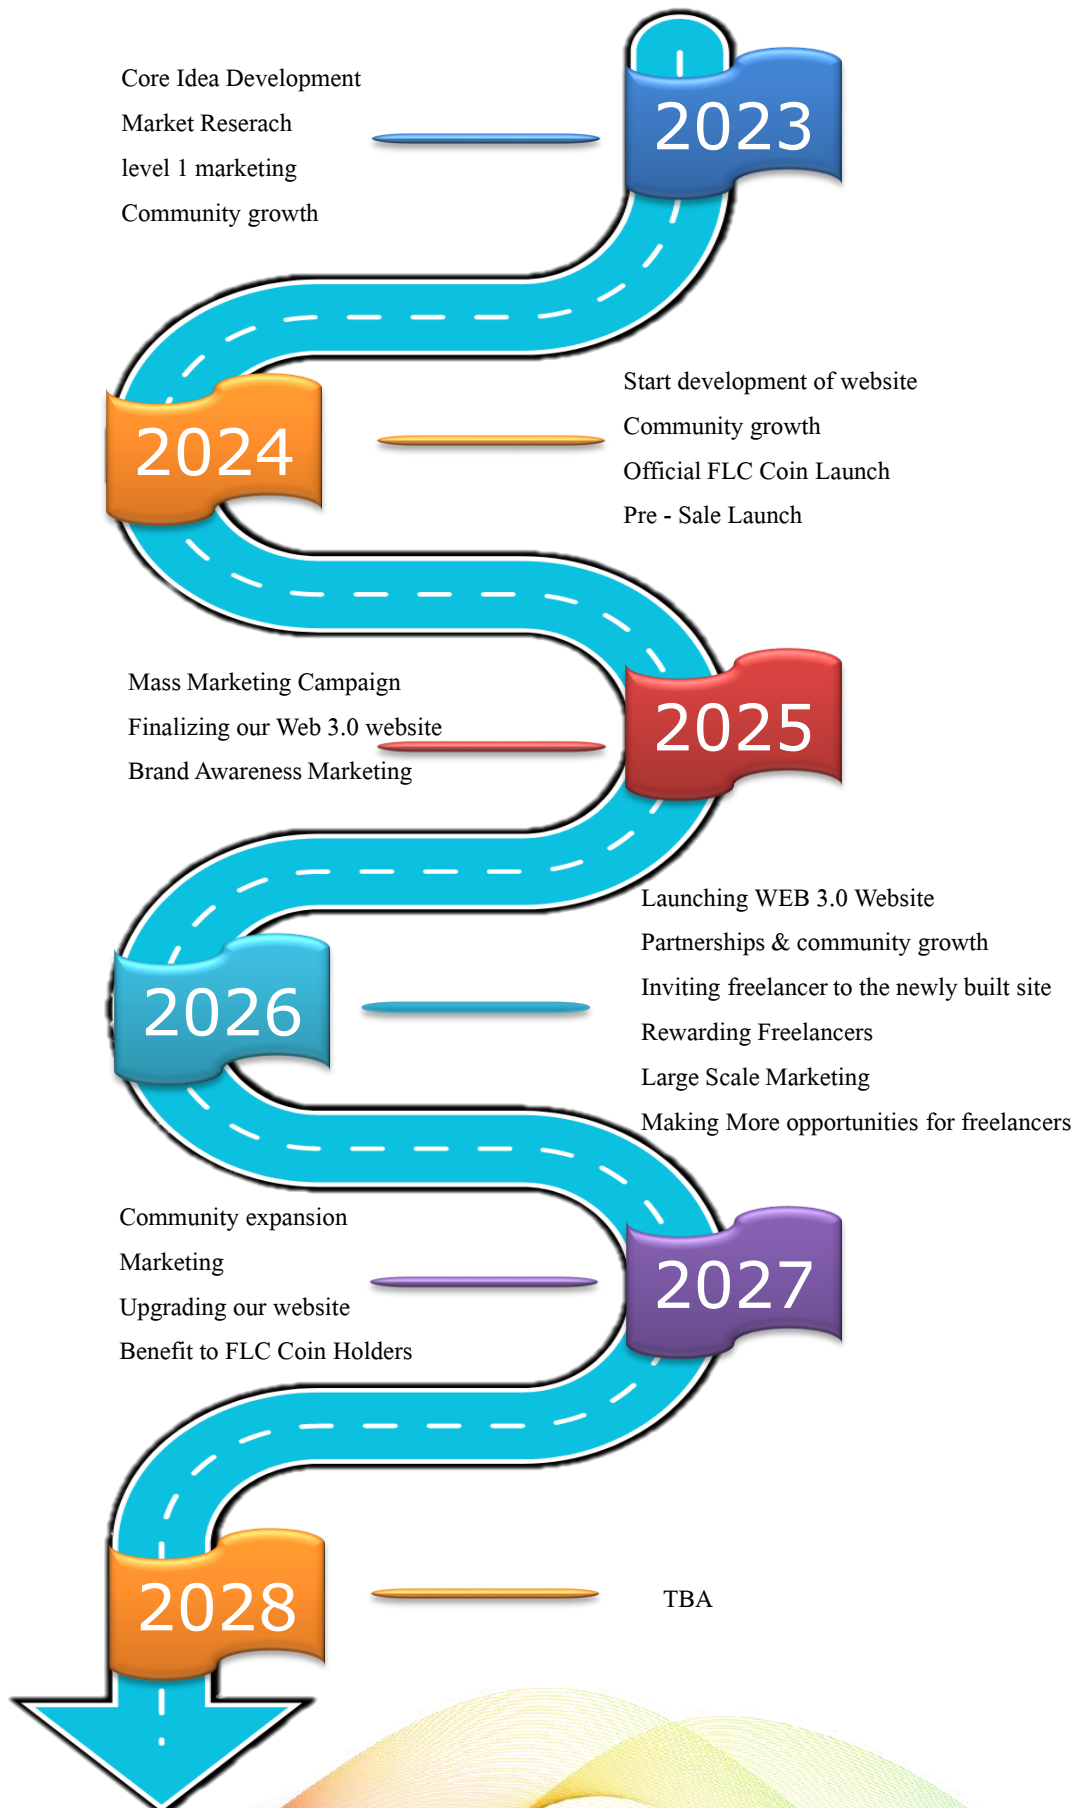 2023
Core Idea Development
Market Reserach
level 1 marketing
Community growth
2024
Start development of website
Community growth
Official FLC Coin Launch
Pre - Sale Launch
2025
Mass Marketing Campaign
Finalizing our Web 3.0 website
Brand Awareness Marketing
2026
Launching WEB 3.0 Website
Partnerships & community growth
Inviting freelancer to the newly built site
Rewarding Freelancers
Large Scale Marketing
Making More opportunities for freelancers
2027
Community expansion
Marketing
Upgrading our website
Benefit to FLC Coin Holders
2028
TBA